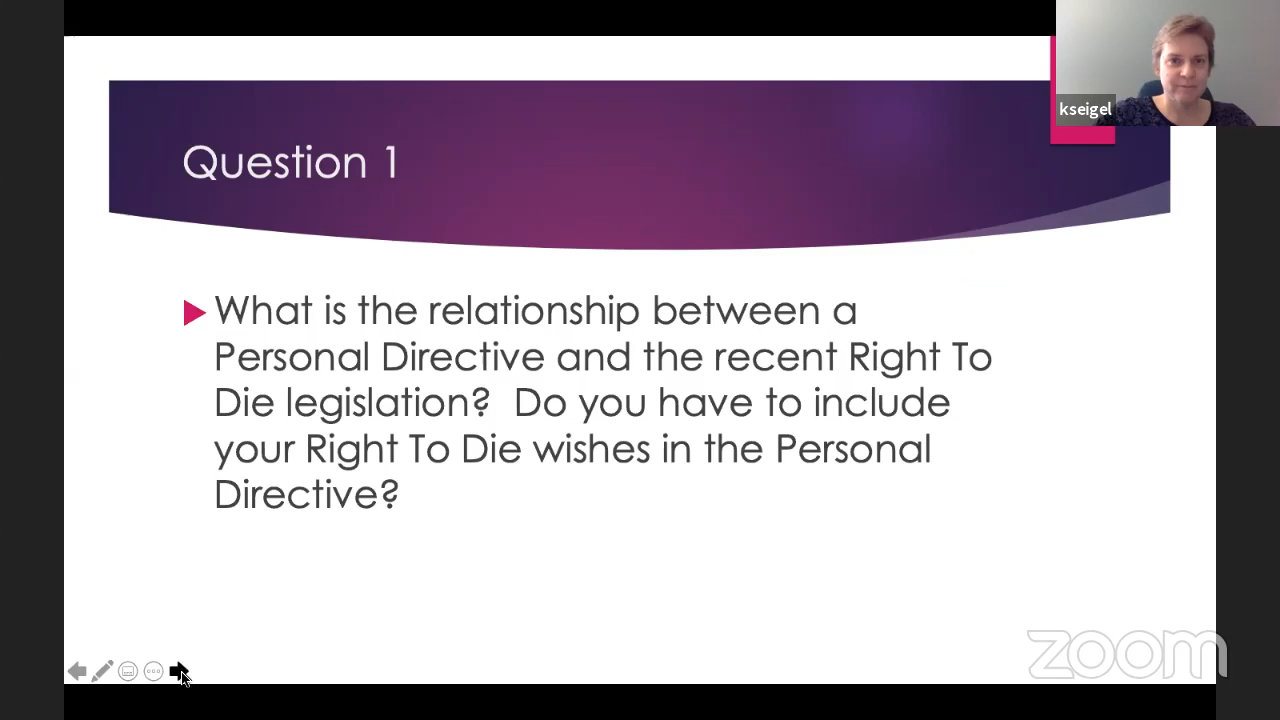 kseigel
Question 1
What is the relationship between a
Personal Directive and the recent Right To
Die legislation?  Do you have to include
your Right To Die wishes in the Personal
Directive?
zoom